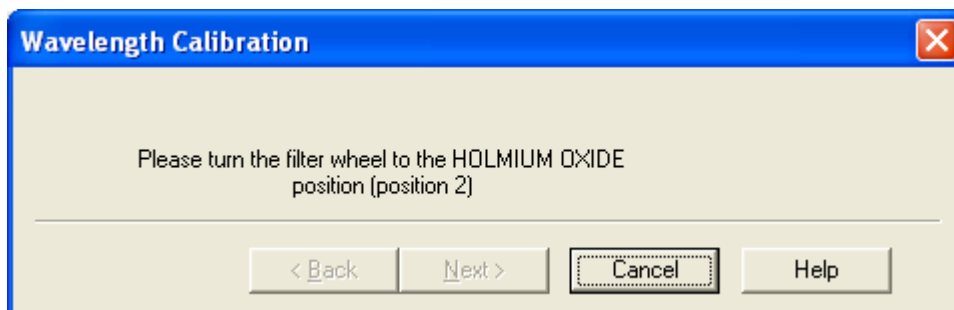 Wavelength Calibration
Please turn the filter wheel to the HOLMIUM OXIDE
position (position 2)
< Back Next > Cancel Help